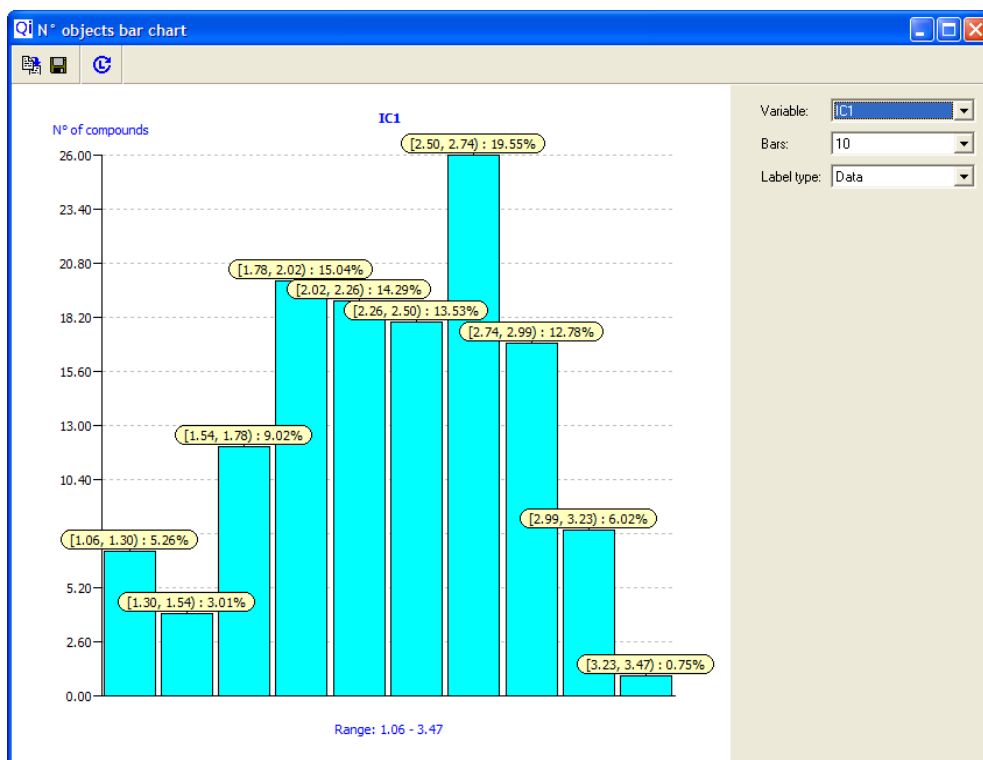 Qi N° objects bar chart
Variable: IC1
Bars: 10
Label type: Data
IC1
N° of compounds
26.00
23.40
20.80
18.20
15.60
13.00
10.40
5.20
2.60
0.00
[1.06, 1.30) : 5.26%
[1.30, 1.54) : 3.01%
[1.54, 1.78) : 9.02%
[1.78, 2.02) : 15.04%
[2.02, 2.26) : 14.29%
[2.26, 2.50) : 13.53%
[2.50, 2.74) : 19.55%
[2.74, 2.99) : 12.78%
[2.99, 3.23) : 6.02%
[3.23, 3.47) : 0.75%
Range: 1.06 - 3.47